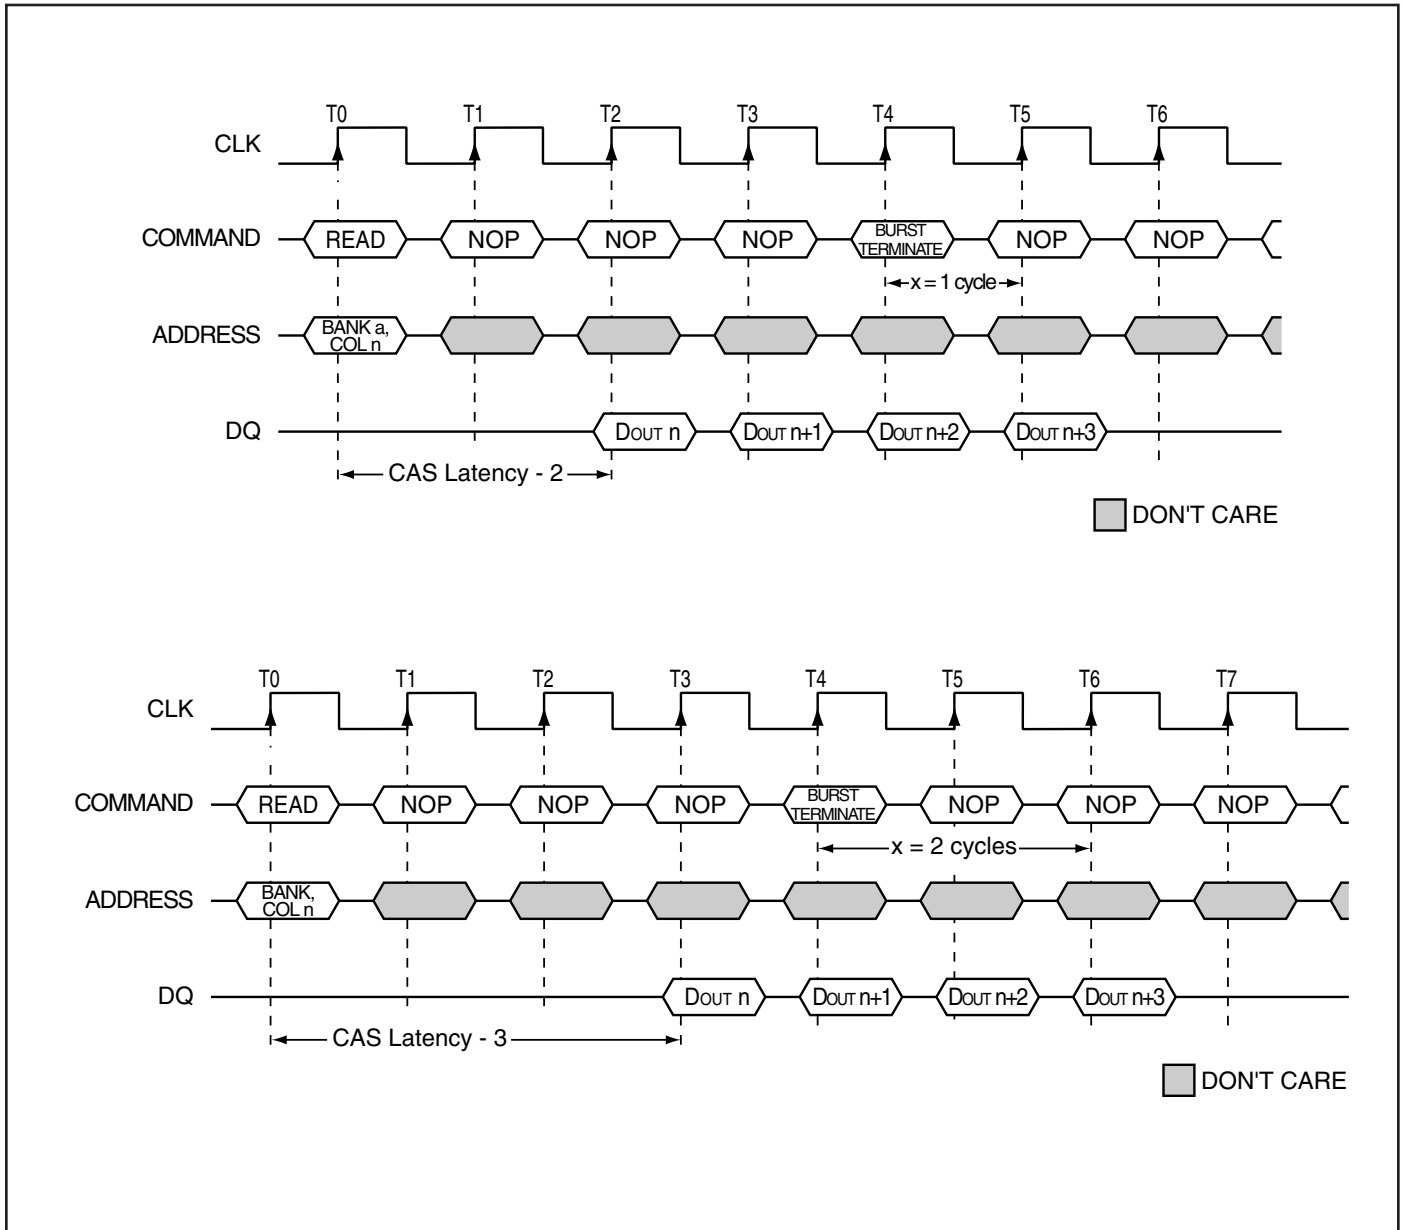 T0 T1 T2 T3 T4 T5 T6
CLK
COMMAND READ NOP NOP NOP BURST TERMINATE NOP NOP
x = 1 cycle
ADDRESS BANK a, COL n
DQ DOUT n DOUT n+1 DOUT n+2 DOUT n+3
CAS Latency - 2
DON'T CARE
T0 T1 T2 T3 T4 T5 T6 T7
CLK
COMMAND READ NOP NOP NOP BURST TERMINATE NOP NOP NOP
x = 2 cycles
ADDRESS BANK, COL n
DQ DOUT n DOUT n+1 DOUT n+2 DOUT n+3
CAS Latency - 3
DON'T CARE